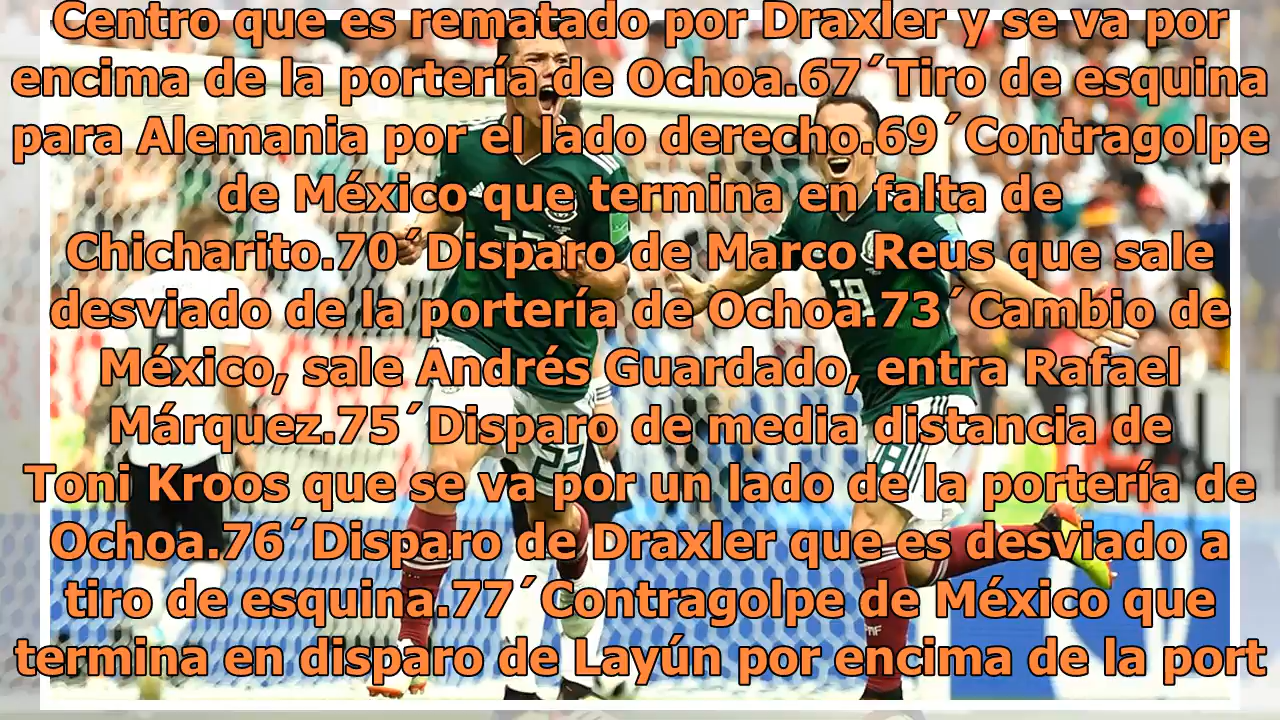 Centro que es rematado por Draxler y se va por
encima de la portería de Ochoa.67´Tiro de esquina
para Alemania por el lado derecho.69´Contragolpe
de México que termina en falta de
Chicharito.70´Disparo de Marco Reus que sale
desviado de la portería de Ochoa.73´Cambio de
México, sale Andrés Guardado, entra Rafael
Márquez.75´Disparo de media distancia de
Toni Kroos que se va por un lado de la portería de
Ochoa.76´Disparo de Draxler que es desviado a
tiro de esquina.77´Contragolpe de México que
termina en disparo de Layún por encima de la port
22
19
22
18